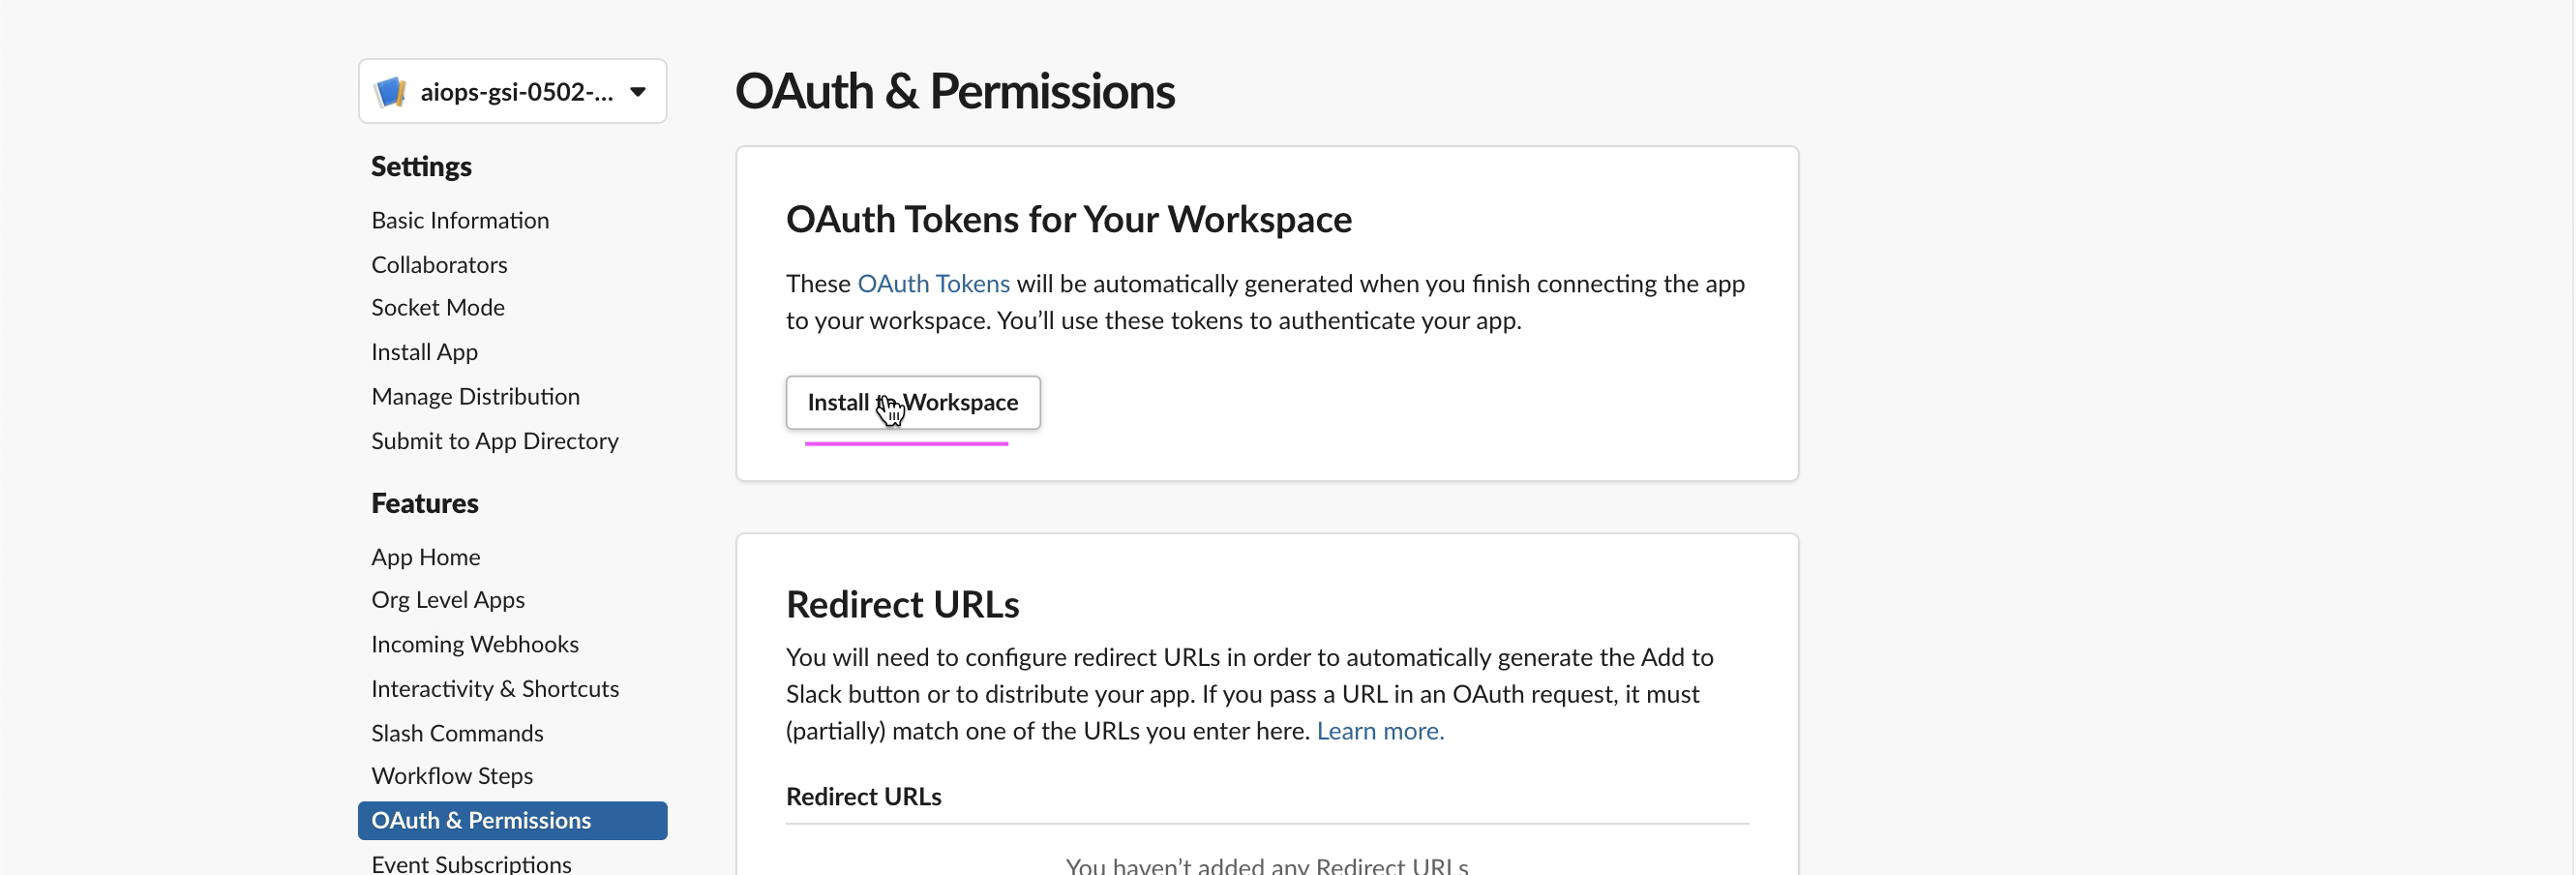 aiops-gsi-0502-...
Settings
Basic Information
Collaborators
Socket Mode
Install App
Manage Distribution
Submit to App Directory
Features
App Home
Org Level Apps
Incoming Webhooks
Interactivity & Shortcuts
Slash Commands
Workflow Steps
OAuth & Permissions
Event Subscriptions
OAuth & Permissions
OAuth Tokens for Your Workspace
These OAuth Tokens will be automatically generated when you finish connecting the app
to your workspace. You’ll use these tokens to authenticate your app.
Install to Workspace
Redirect URLs
You will need to configure redirect URLs in order to automatically generate the Add to
Slack button or to distribute your app. If you pass a URL in an OAuth request, it must
(partially) match one of the URLs you enter here. Learn more.
Redirect URLs
You haven’t added any Redirect URLs